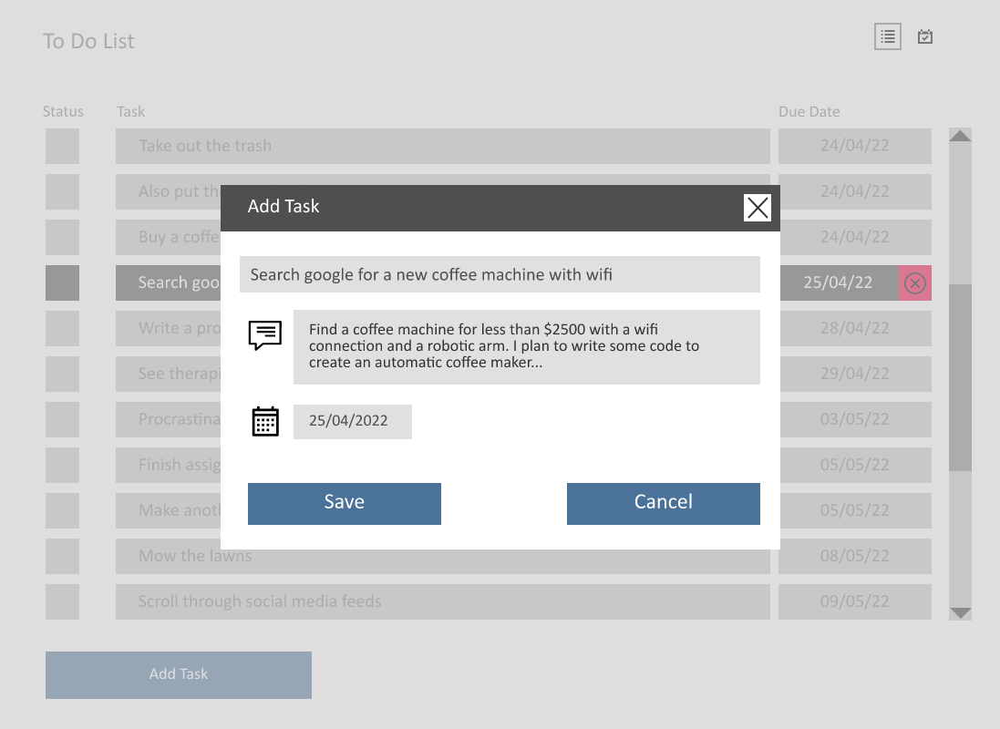 To Do List
Status Task Due Date
Take out the trash 24/04/22
Also put th 24/04/22
Add Task
Buy a coffe 24/04/22
Search google for a new coffee machine with wifi
Search goo 25/04/22
Find a coffee machine for less than $2500 with a wifi
connection and a robotic arm. I plan to write some code to
create an automatic coffee maker...
Write a pro 28/04/22
See therapi 29/04/22
Procrastina 03/05/22
25/04/2022
Finish assig 05/05/22
Save Cancel
Make anoth 05/05/22
Mow the lawns 08/05/22
Scroll through social media feeds 09/05/22
Add Task